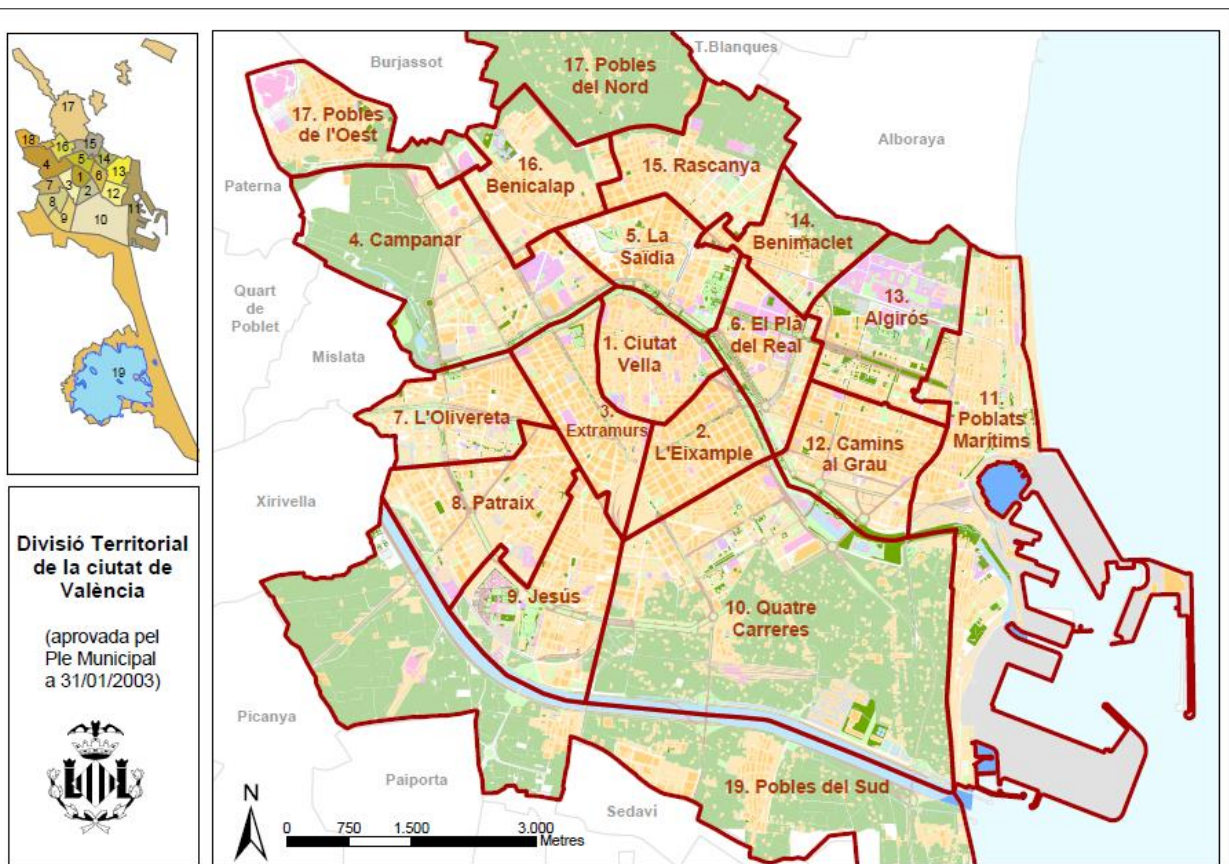 17
18
16
15
5
14
4
13
1
6
7
3
2
12
8
11
9
10
19
Divisió Territorial
de la ciutat de
València
(aprovada pel
Ple Municipal
a 31/01/2003)
T.Blanques
Burjassot
17. Pobles
del Nord
17. Pobles
de l'Oest
Alboraya
16.
Benicalap
15. Rascanya
Paterna
4. Campanar
5. La
Saïdia
14.
Benimaclet
Quart
de
Poblet
13.
Algirós
Mislata
1. Ciutat
Vella
6. El Pla
del Real
7. L'Olivereta
3.
Extramurs
2.
L'Eixample
11.
Poblats
Marítims
12. Camins
al Grau
Xirivella
8. Patraix
9. Jesús
10. Quatre
Carreres
Picanya
Paiporta
Sedaví
19. Pobles del Sud
N
0 750 1.500 3.000
Metres